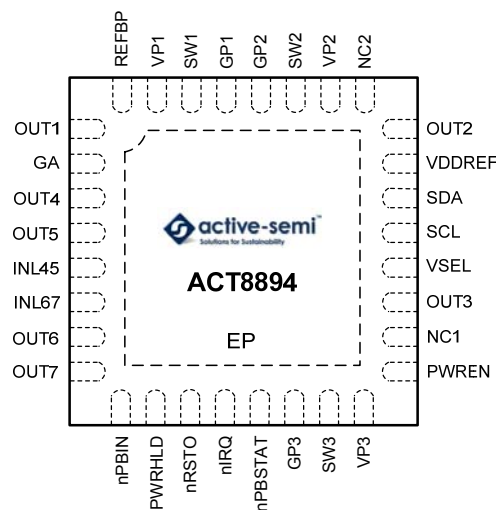 REFBP
VP1
SW1
GP1
GP2
SW2
VP2
NC2
OUT1
GA
OUT4
OUT5
INL45
INL67
OUT6
OUT7
active-semi™
Solutions for Sustainability
ACT8894
EP
OUT2
VDDREF
SDA
SCL
VSEL
OUT3
NC1
PWREN
nPBIN
PWRHLD
nRSTO
nIRQ
nPBSTAT
GP3
SW3
VP3